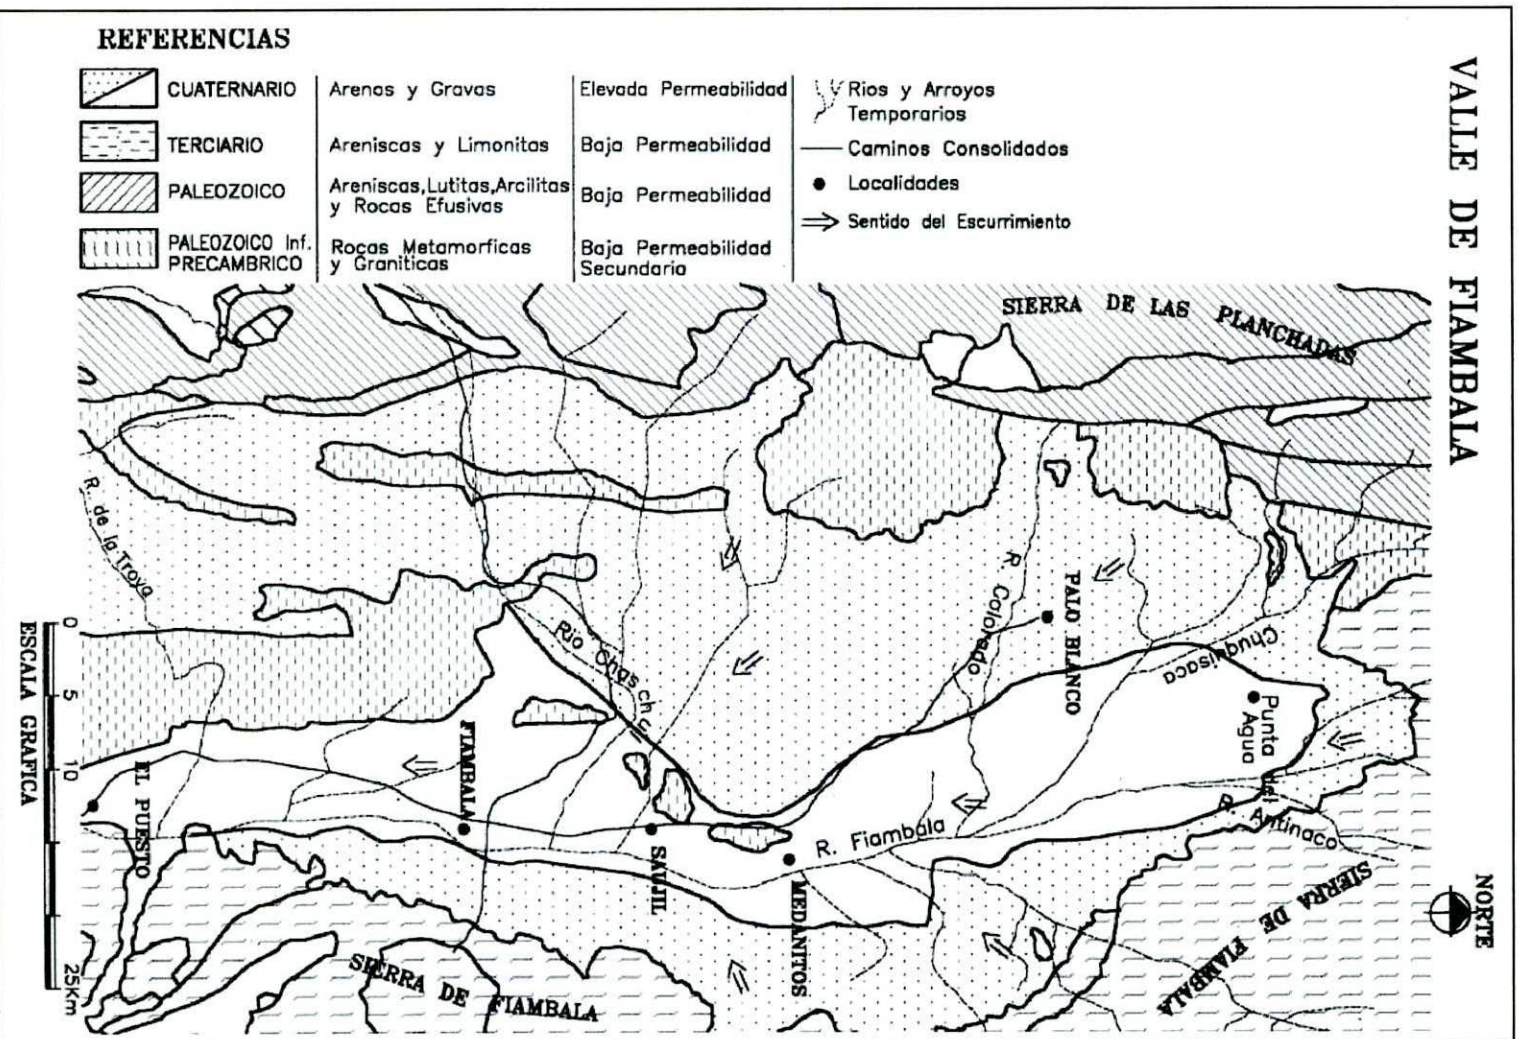 VALLE DE FIAMBALA
REFERENCIAS
CUATERNARIO
Arenas y Gravas
Elevada Permeabilidad
TERCIARIO
Areniscas y Limonitas
Baja Permeabilidad
PALEOZOICO
Areniscas,Lutitas,Arcilitas
y Rocas Efusivas
Baja Permeabilidad
PALEOZOICO Inf.
PRECAMBRICO
Rocas Metamorficas
y Graniticas
Baja Permeabilidad
Secundaria
Rios y Arroyos
Temporarios
Caminos Consolidados
Localidades
Sentido del Escurrimiento
SIERRA DE LAS PLANCHADAS
R. de la Troya
R. Colorado
PALO BLANCO
Chuquisaca
Rio Chaschuil
Punta del
Agua
FIAMBALA
EL PUESTO
SAUJIL
MEDANITOS
R. Fiambala
R. Antinaco
SIERRA DE FIAMBALA
SIERRA DE FIAMBALA
NORTE
0
5
10
25Km
ESCALA GRAFICA